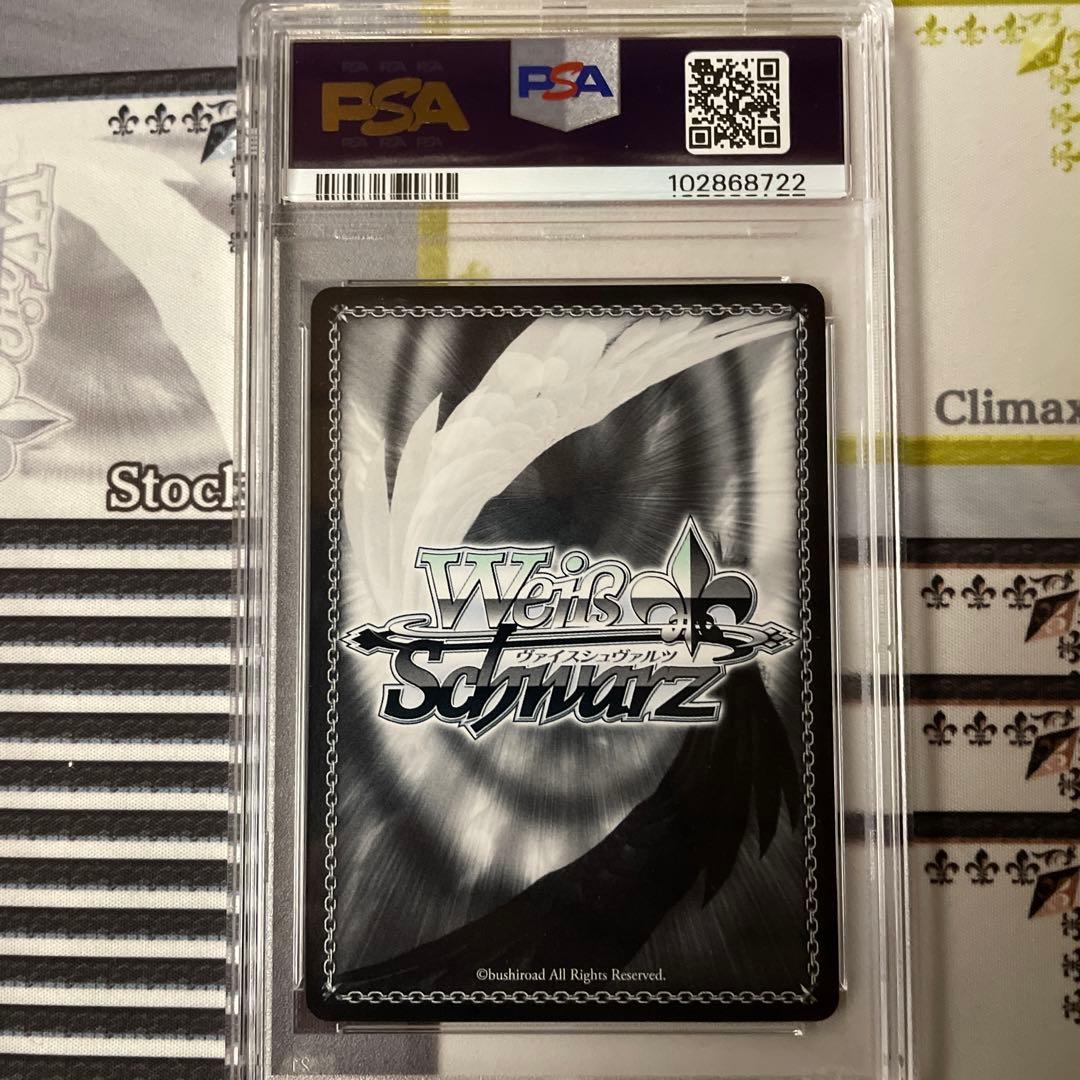 PSA
PSA
102868722
Stock
Climax
Weiß
ヴァイスシュヴァルツ
Schwarz
©bushiroad All Rights Reserved.